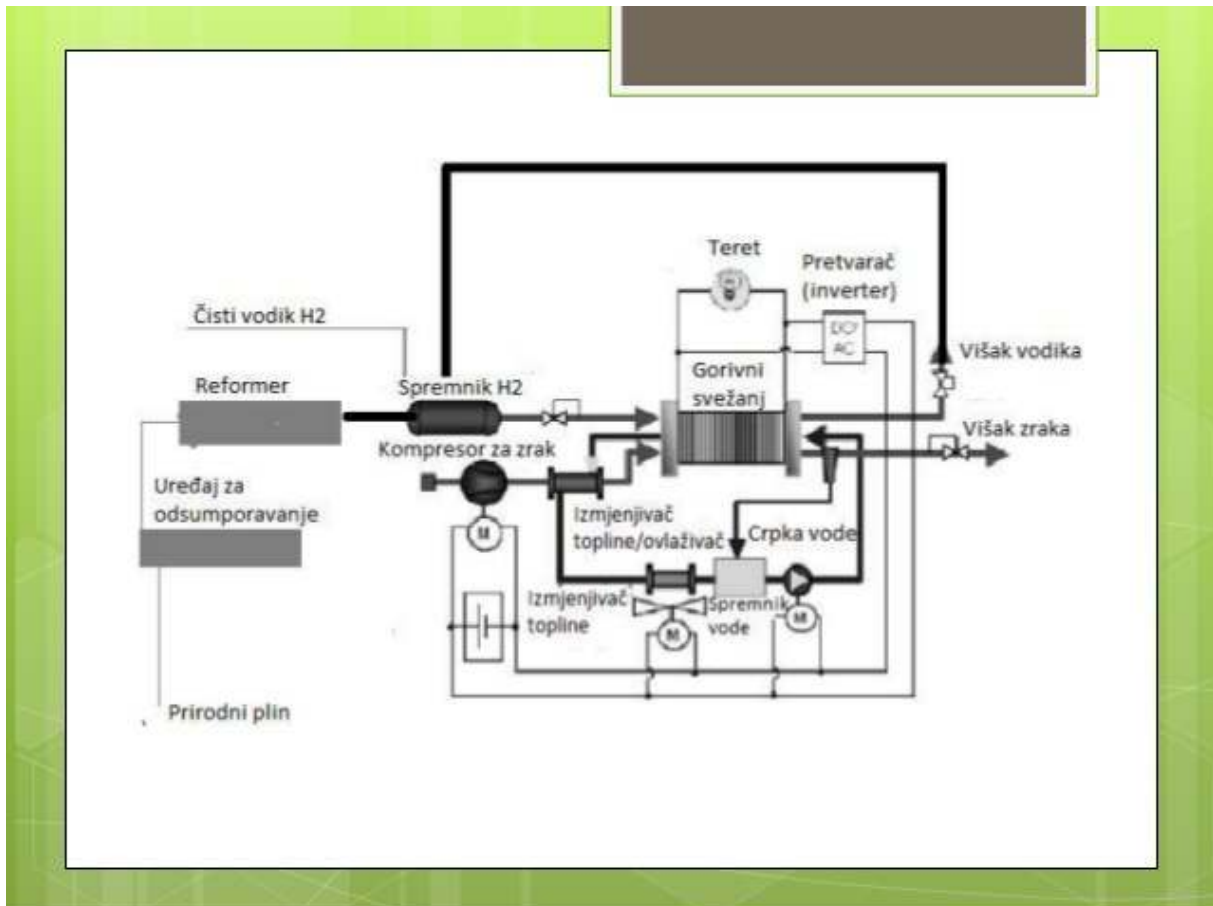 Teret
Pretvarač
(inverter)
DC/
AC
Čisti vodik H2
Višak vodika
Reformer
Spremnik H2
Gorivni
svežanj
Višak zraka
Kompresor za zrak
Uređaj za
odsumporavanje
Izmjenjivač
topline/ovlaživač
Crpka vode
M
Izmjenjivač
topline
Spremnik
vode
M
M
Prirodni plin